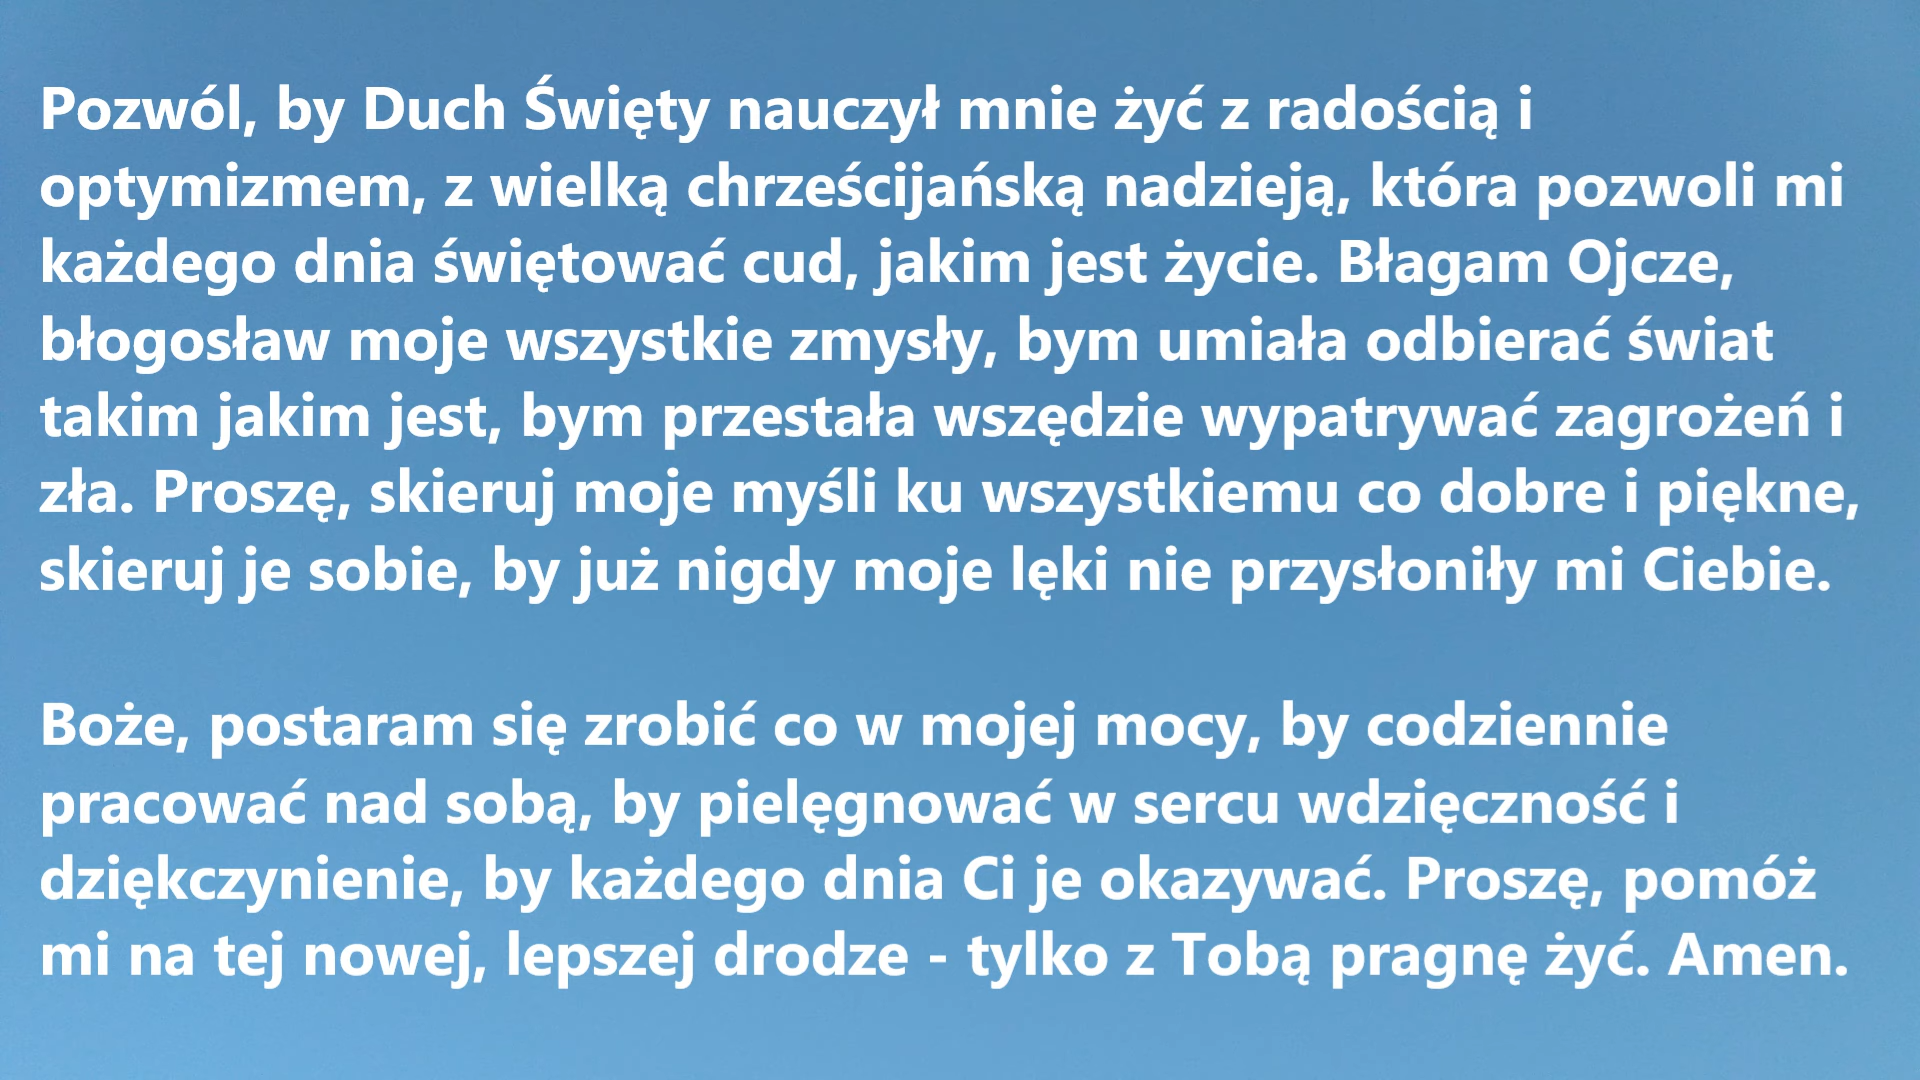 Pozwól, by Duch Święty nauczył mnie żyć z radością i
optymizmem, z wielką chrześcijańską nadzieją, która pozwoli mi
każdego dnia świętować cud, jakim jest życie. Błagam Ojcze,
błogosław moje wszystkie zmysły, bym umiała odbierać świat
takim jakim jest, bym przestała wszędzie wypatrywać zagrożeń i
zła. Proszę, skieruj moje myśli ku wszystkiemu co dobre i piękne,
skieruj je sobie, by już nigdy moje lęki nie przysłoniły mi Ciebie.
Boże, postaram się zrobić co w mojej mocy, by codziennie
pracować nad sobą, by pielęgnować w sercu wdzięczność i
dziękczynienie, by każdego dnia Ci je okazywać. Proszę, pomóż
mi na tej nowej, lepszej drodze - tylko z Tobą pragnę żyć. Amen.